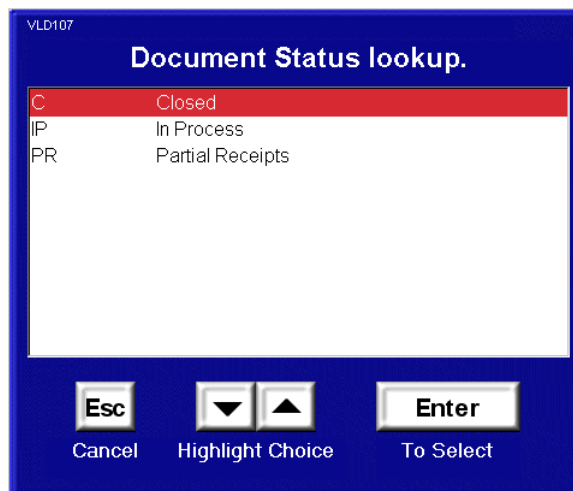 VLD107
Document Status lookup.
C Closed
IP In Process
PR Partial Receipts
Esc Enter
Cancel Highlight Choice To Select